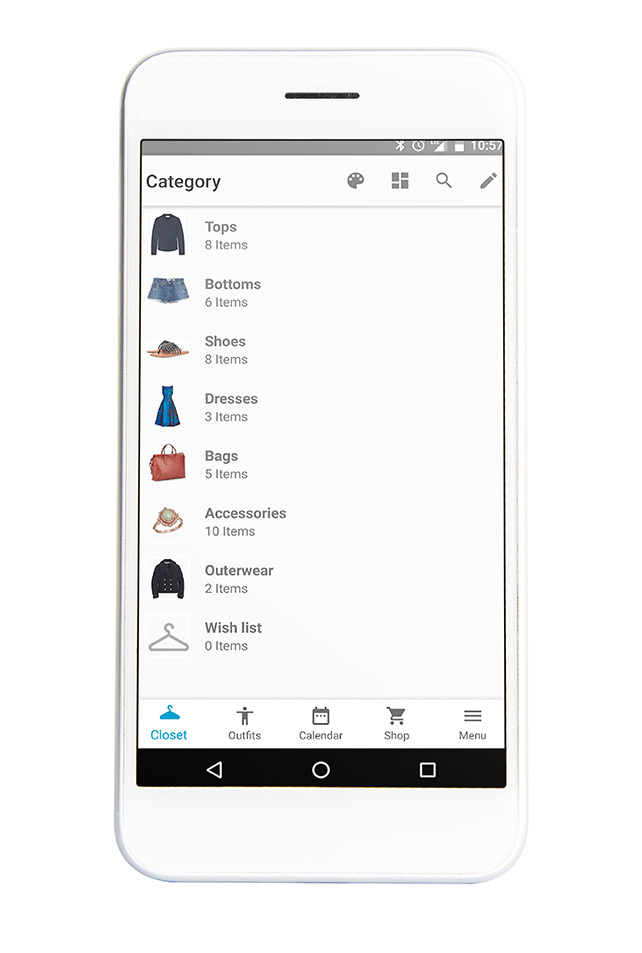 LTE 10:57
Category
Tops
8 Items
Bottoms
6 Items
Shoes
8 Items
Dresses
3 Items
Bags
5 Items
Accessories
10 Items
Outerwear
2 Items
Wish list
0 Items
Closet Outfits Calendar Shop Menu